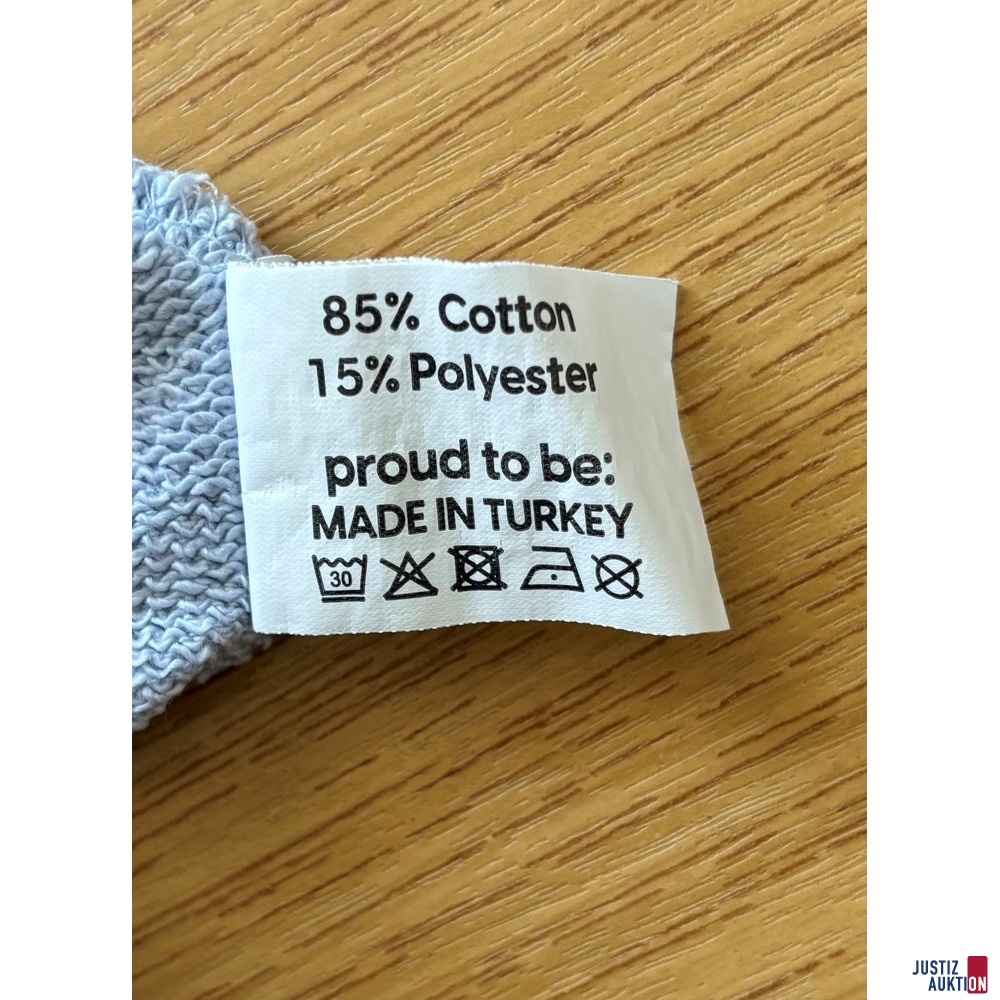 85% Cotton
15% Polyester
proud to be:
MADE IN TURKEY
30
JUSTIZ
AUKTION